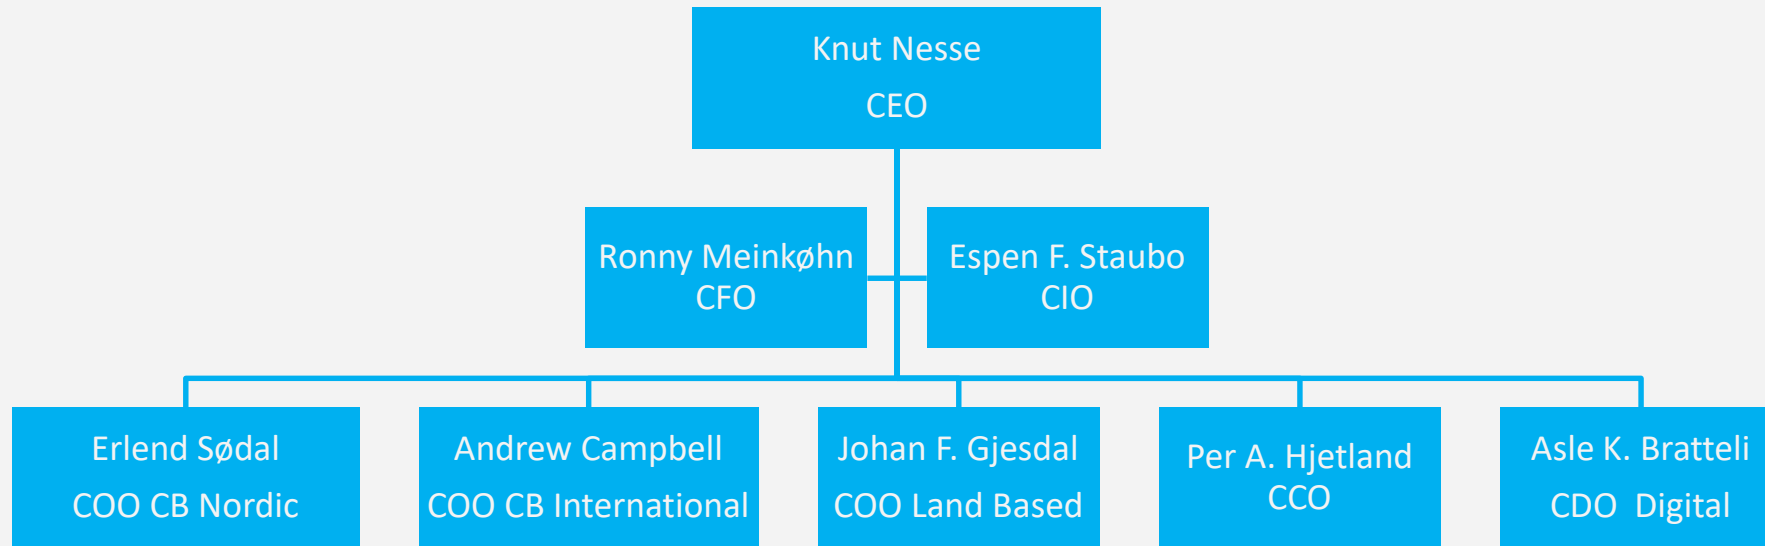 Knut Nesse
CEO
Ronny Meinkøhn
CFO
Espen F. Staubo
CIO
Erlend Sødal
COO CB Nordic
Andrew Campbell
COO CB International
Johan F. Gjesdal
COO Land Based
Per A. Hjetland
CCO
Asle K. Bratteli
CDO  Digital